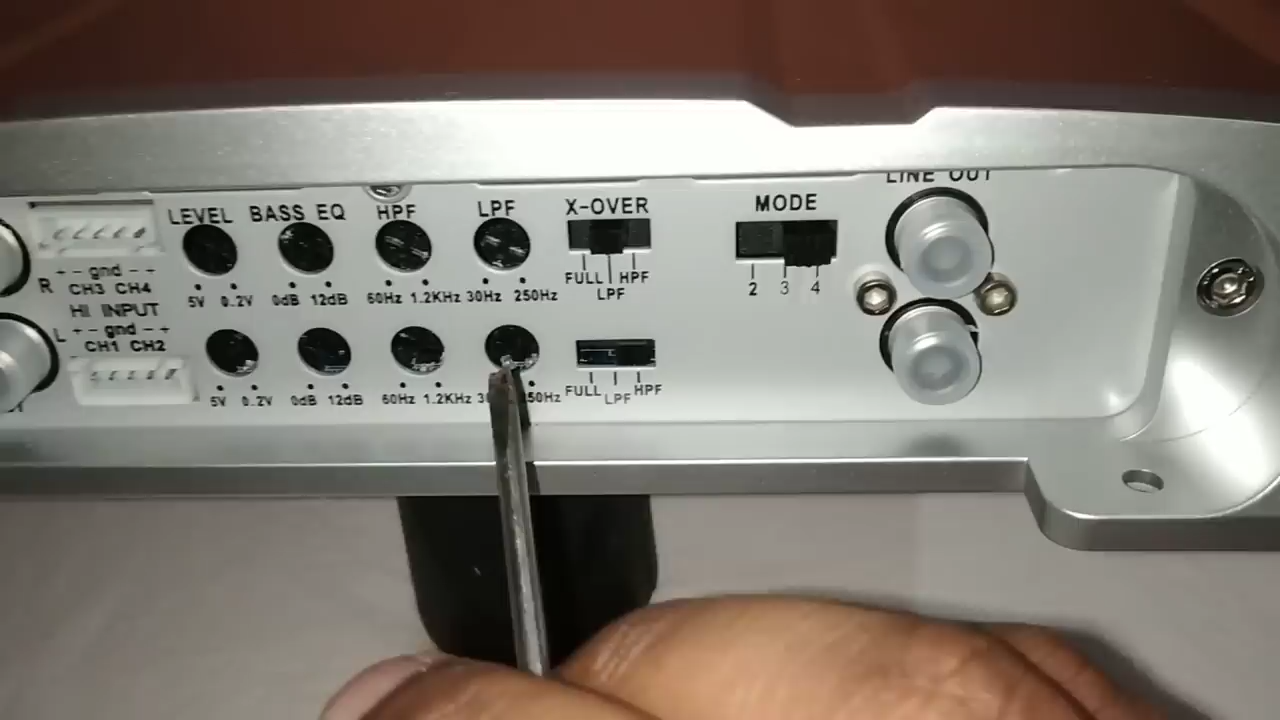 LEVEL BASS EQ HPF LPF X-OVER MODE LINE OUT
R + - gnd - +
CH3 CH4
5V 0.2V 0dB 12dB 60Hz 1.2KHz 30Hz 250Hz
FULL LPF HPF
2 3 4
HI INPUT
L + - gnd - +
CH1 CH2
5V 0.2V 0dB 12dB 60Hz 1.2KHz
FULL LPF HPF